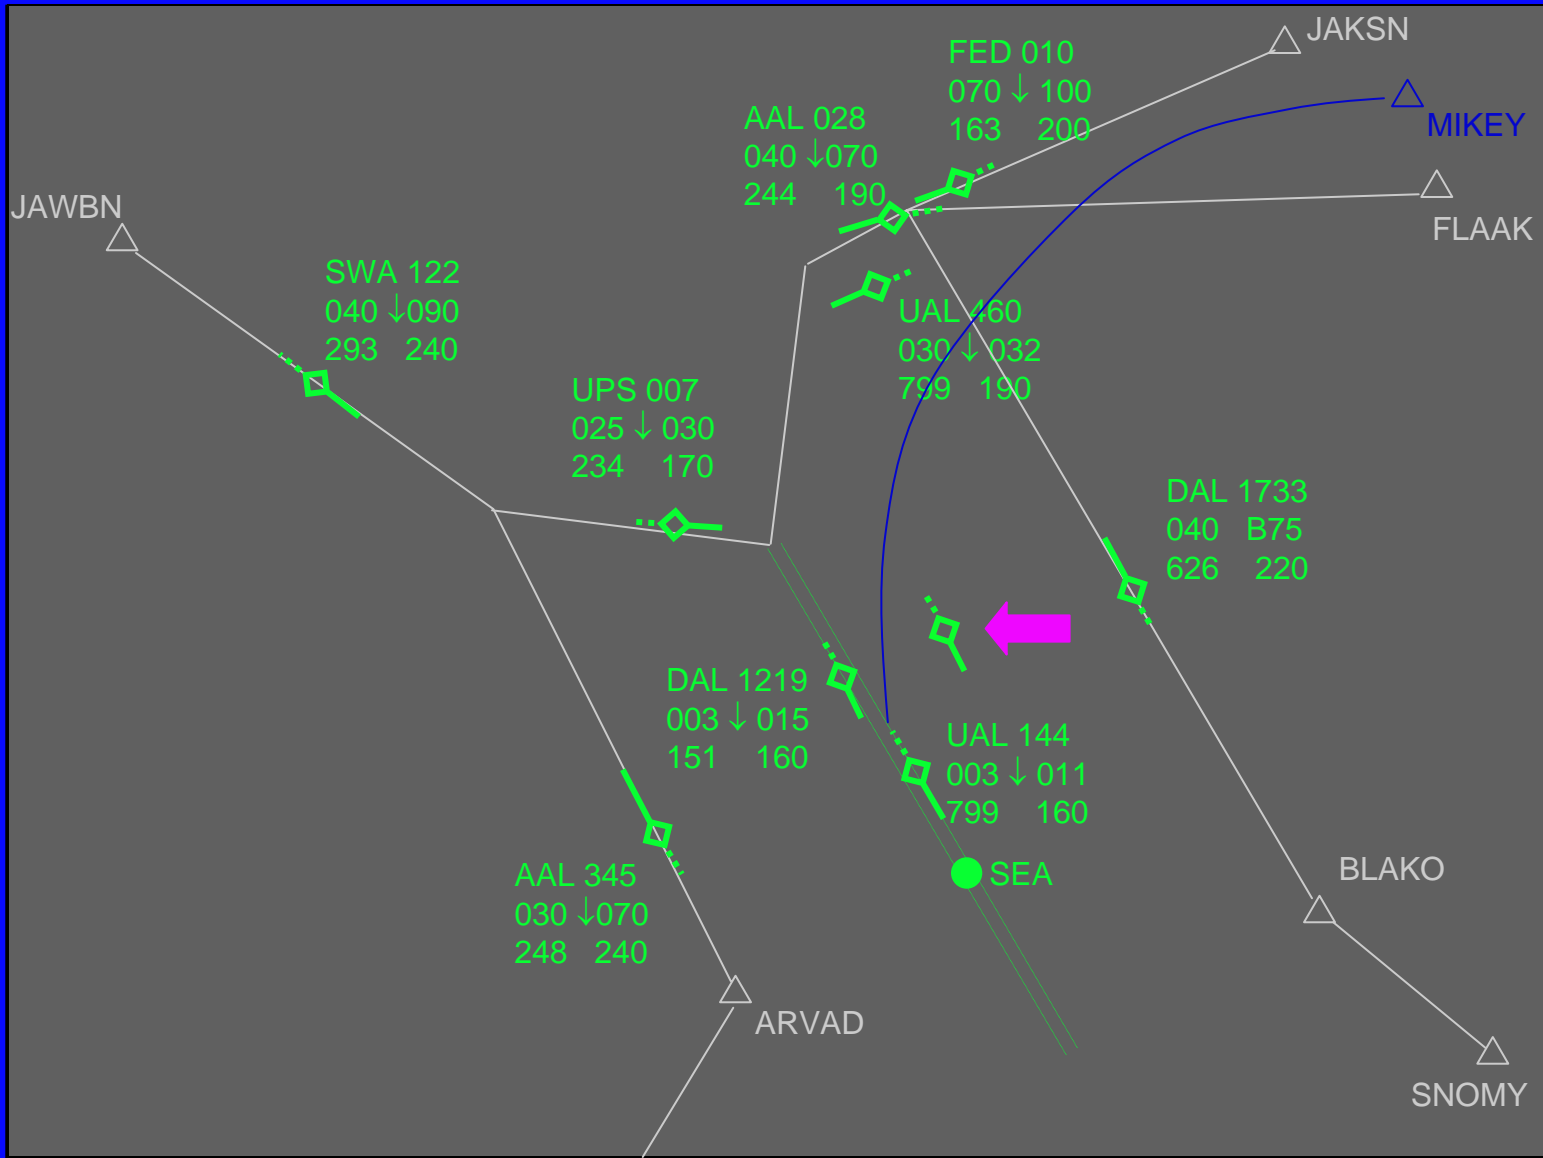 JAKSN
FED 010
070 ↓ 100
163 200
MIKEY
AAL 028
040 ↓070
244 190
JAWBN
FLAAK
SWA 122
040 ↓090
293 240
UAL 460
030 ↓ 032
799 190
UPS 007
025 ↓ 030
234 170
DAL 1733
040 B75
626 220
DAL 1219
003 ↓ 015
151 160
UAL 144
003 ↓ 011
799 160
SEA
BLAKO
AAL 345
030 ↓070
248 240
ARVAD
SNOMY